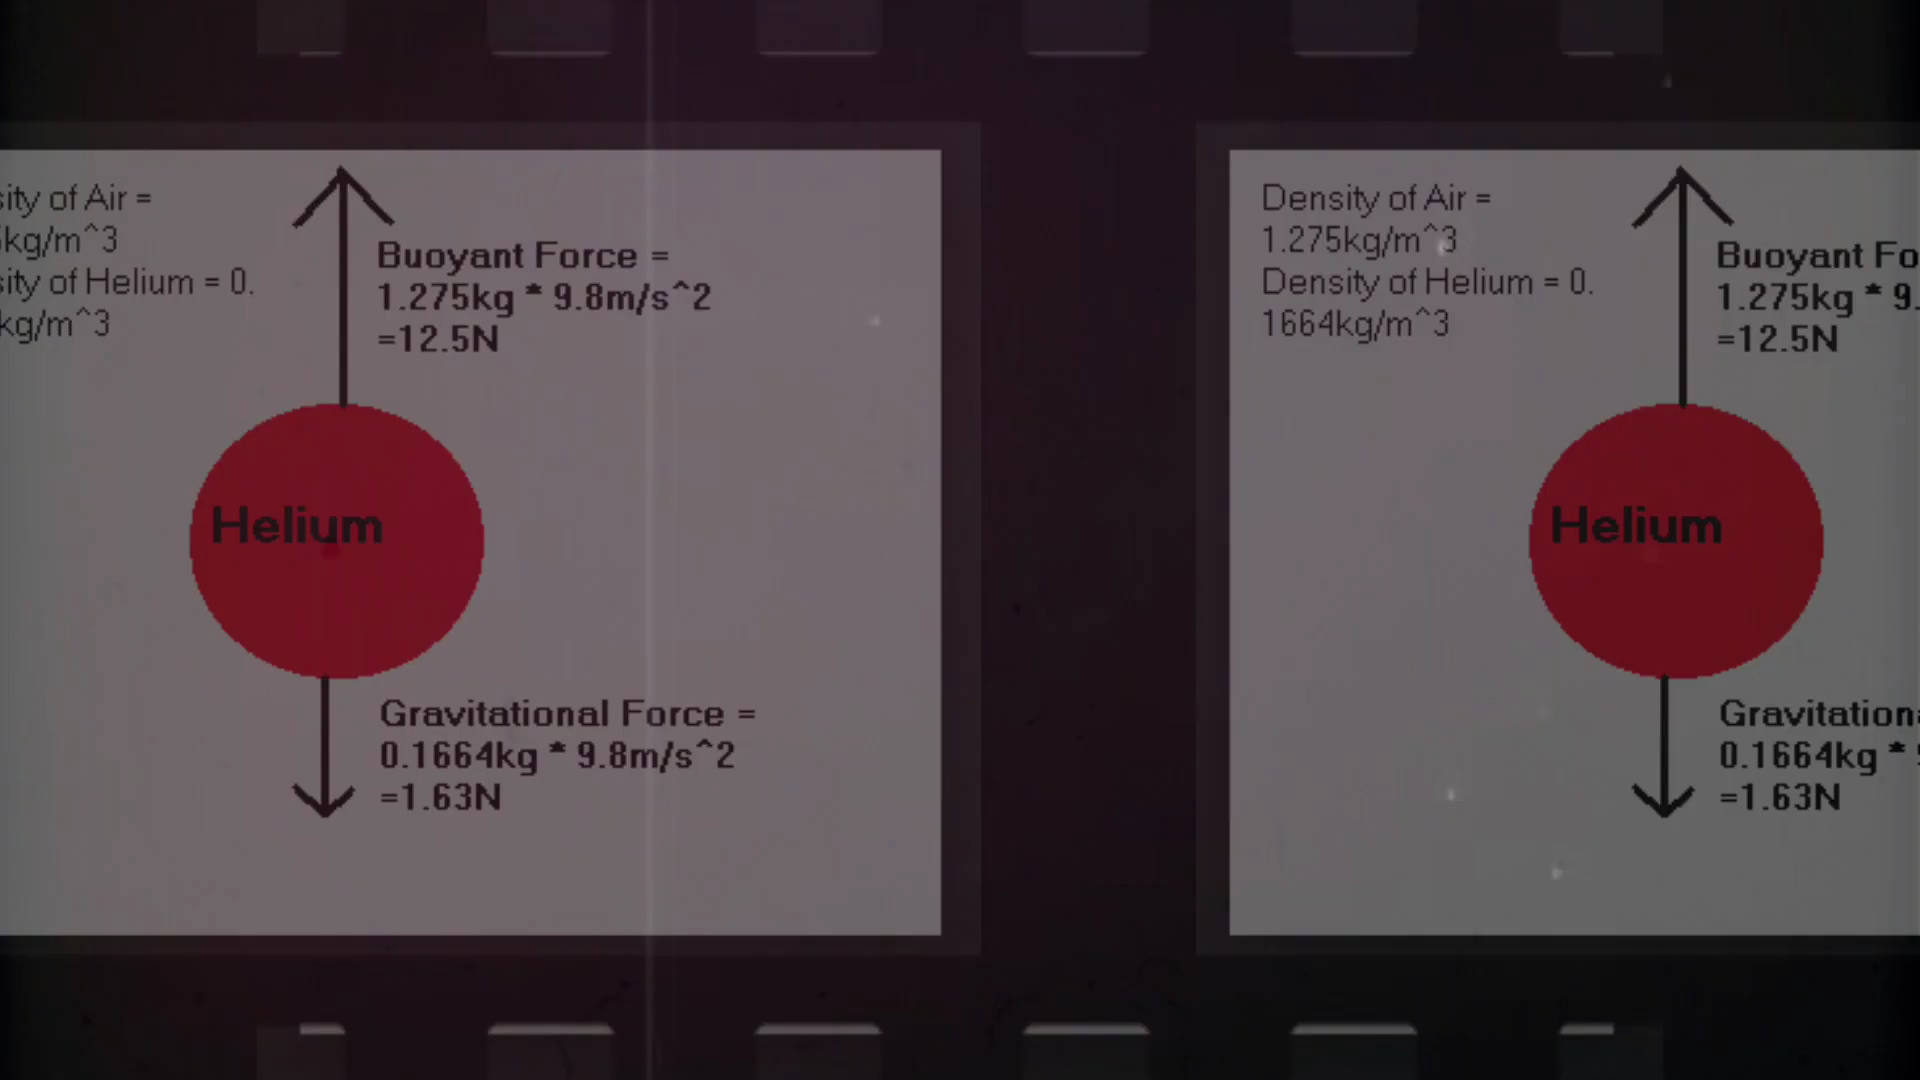 sity of Air =
kg/m^3
sity of Helium = 0.
kg/m^3
Buoyant Force =
1.275kg * 9.8m/s^2
=12.5N
Helium
Gravitational Force =
0.1664kg * 9.8m/s^2
=1.63N
Density of Air =
1.275kg/m^3
Density of Helium = 0.
1664kg/m^3
Buoyant Fo
1.275kg * 9.
=12.5N
Helium
Gravitation
0.1664kg *
=1.63N